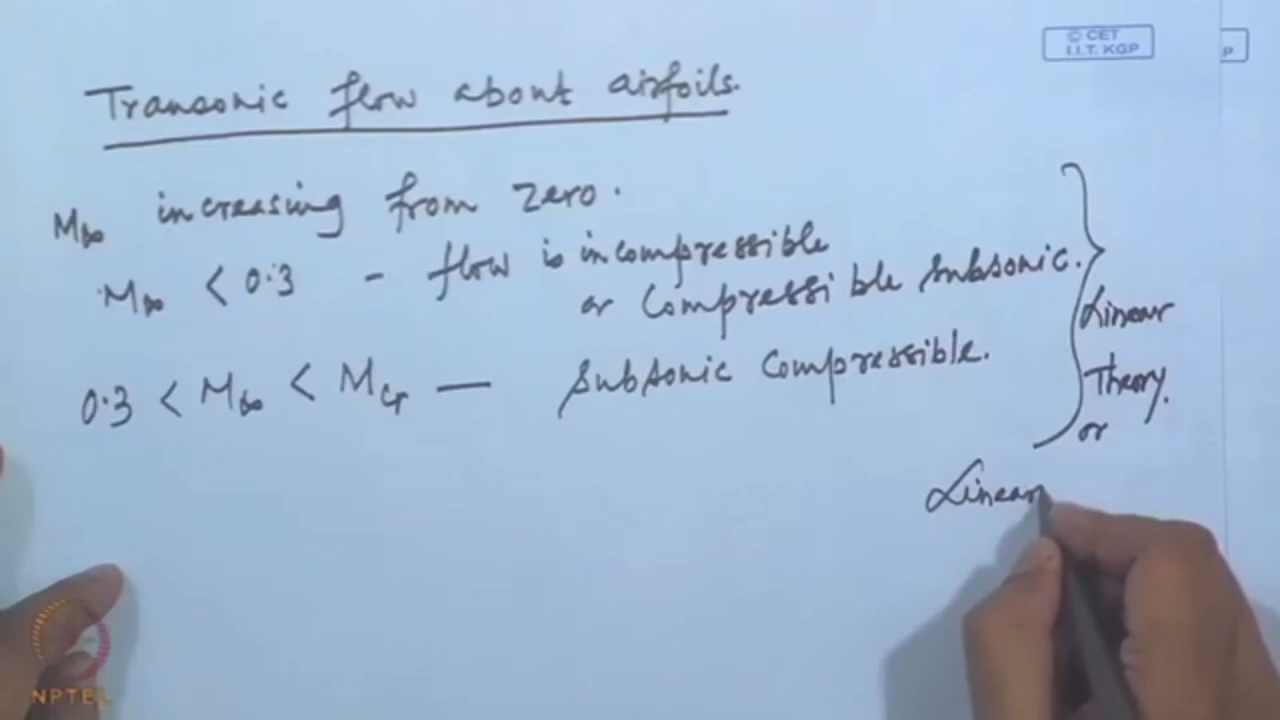 © CET
I.I.T. KGP
P
Transonic flow about airfoils.
M∞ increasing from zero.
M∞ < 0.3 - flow is incompressible
or compressible subsonic.
0.3 < M∞ < Mcr — subsonic compressible.
Linear
Theory.
or
Linear
NPTEL